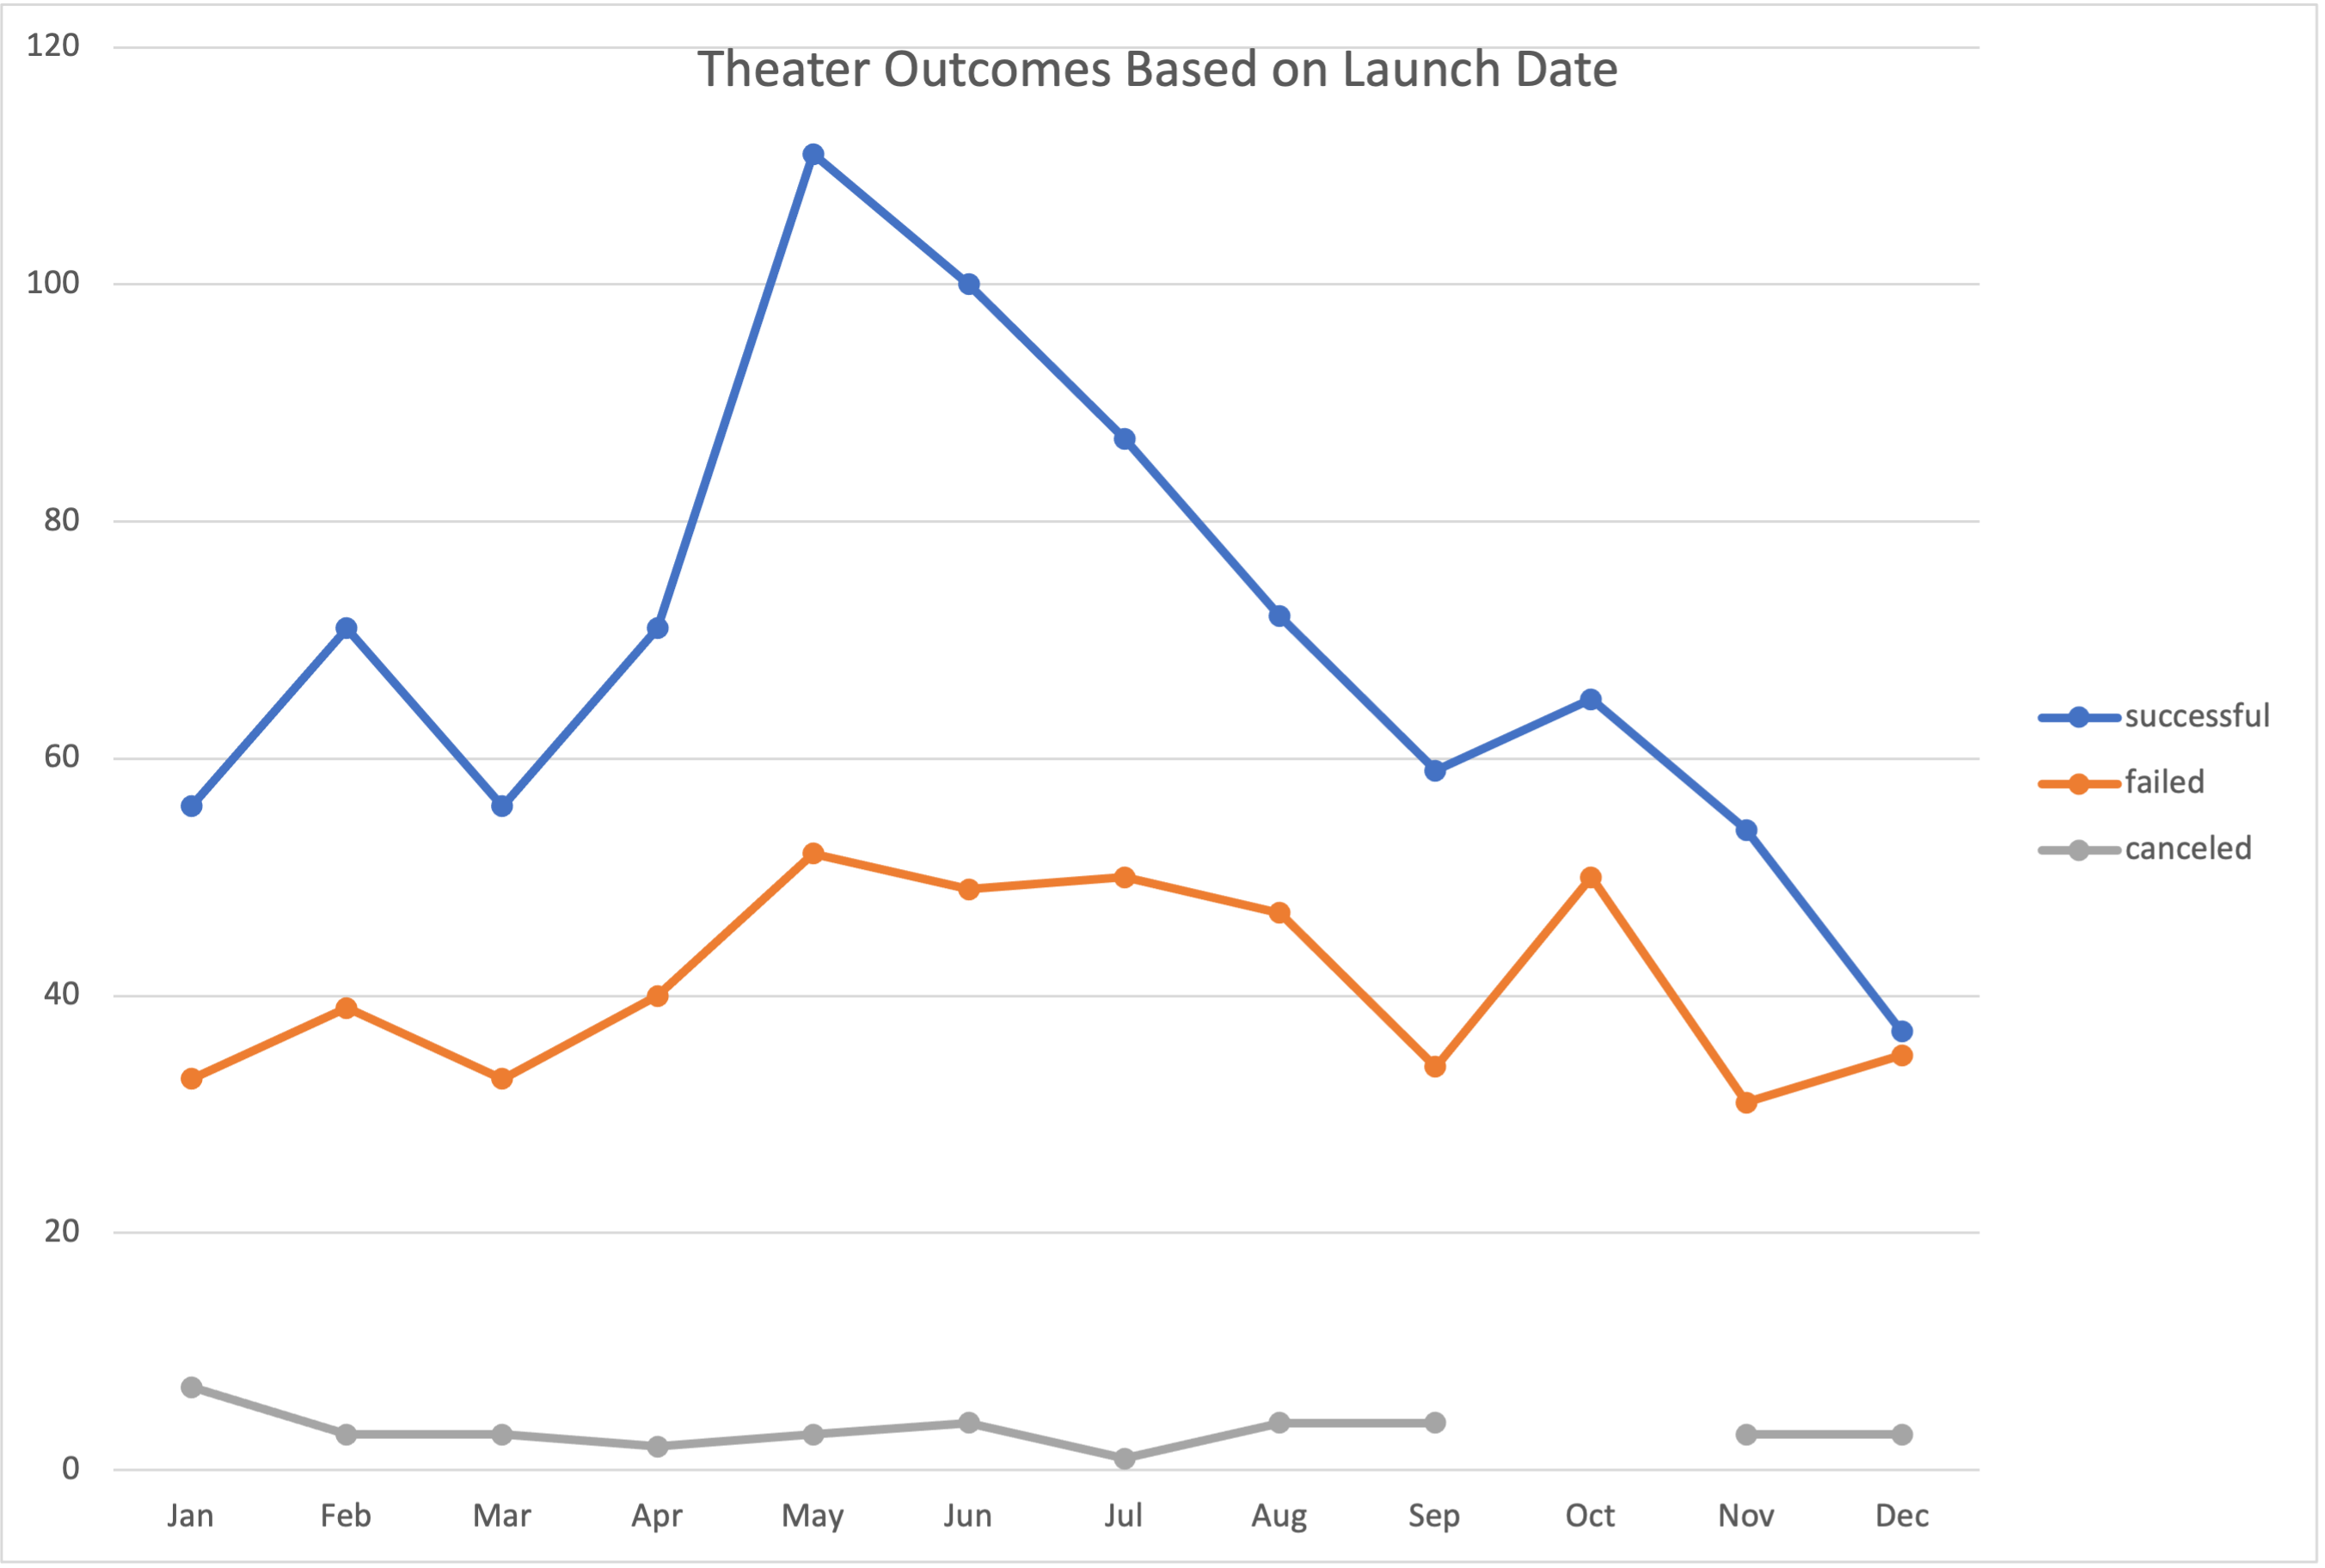 Theater Outcomes Based on Launch Date
120
100
80
60
40
20
0
Jan Feb Mar Apr May Jun Jul Aug Sep Oct Nov Dec
successful
failed
canceled